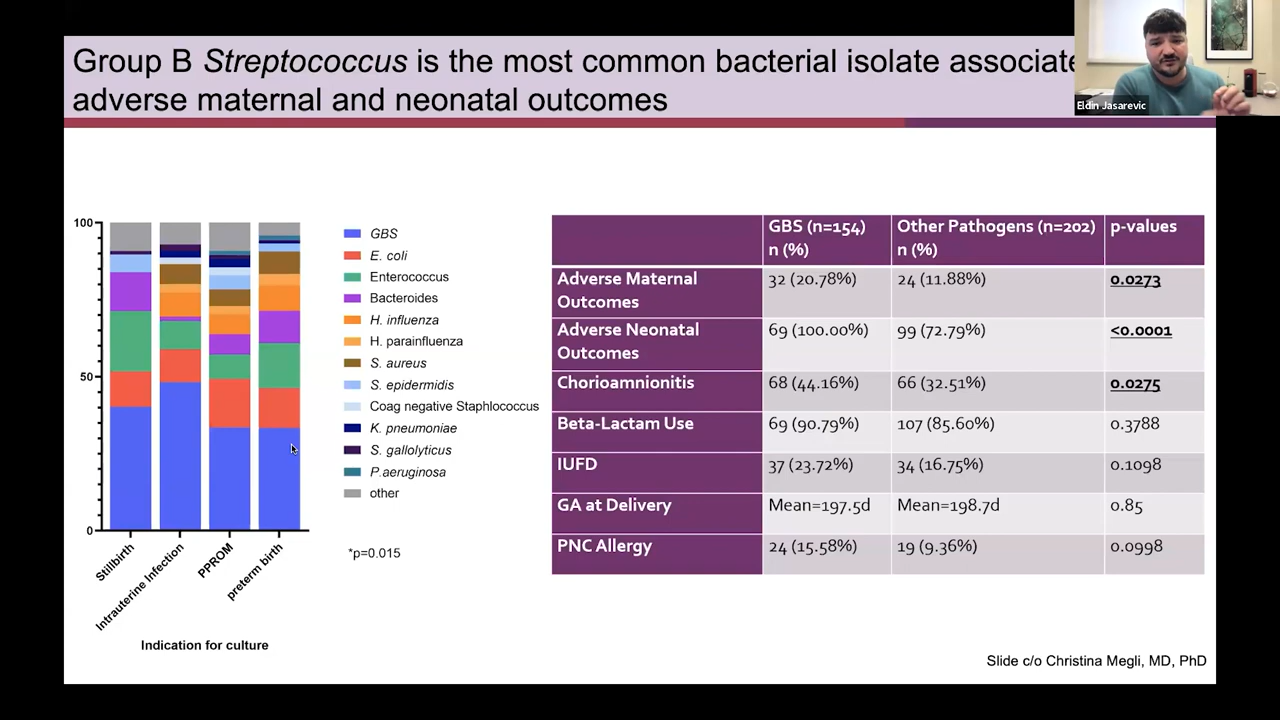 Group B Streptococcus is the most common bacterial isolate associate
adverse maternal and neonatal outcomes
Eldin Jasarevic
100
50
0
Stillbirth
Intrauterine Infection
PPROM
preterm birth
Indication for culture
GBS
E. coli
Enterococcus
Bacteroides
H. influenza
H. parainfluenza
S. aureus
S. epidermidis
Coag negative Staphlococcus
K. pneumoniae
S. gallolyticus
P.aeruginosa
other
*p=0.015
GBS (n=154) Other Pathogens (n=202) p-values
n (%) n (%)
Adverse Maternal 32 (20.78%) 24 (11.88%) 0.0273
Outcomes
Adverse Neonatal 69 (100.00%) 99 (72.79%) <0.0001
Outcomes
Chorioamnionitis 68 (44.16%) 66 (32.51%) 0.0275
Beta-Lactam Use 69 (90.79%) 107 (85.60%) 0.3788
IUFD 37 (23.72%) 34 (16.75%) 0.1098
GA at Delivery Mean=197.5d Mean=198.7d 0.85
PNC Allergy 24 (15.58%) 19 (9.36%) 0.0998
Slide c/o Christina Megli, MD, PhD